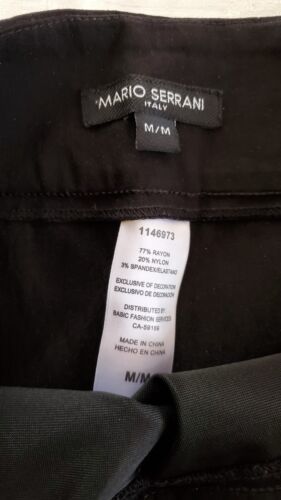 MARIO SERRANI
ITALY
M/M
1146973
77% RAYON
20% NYLON
3% SPANDEX/ELASTANO
EXCLUSIVE OF DECORATION
EXCLUSIVO DE DECORACIÓN
DISTRIBUTED BY:
BASIC FASHION SERVICES
CA-59159
MADE IN CHINA
HECHO EN CHINA
M/M